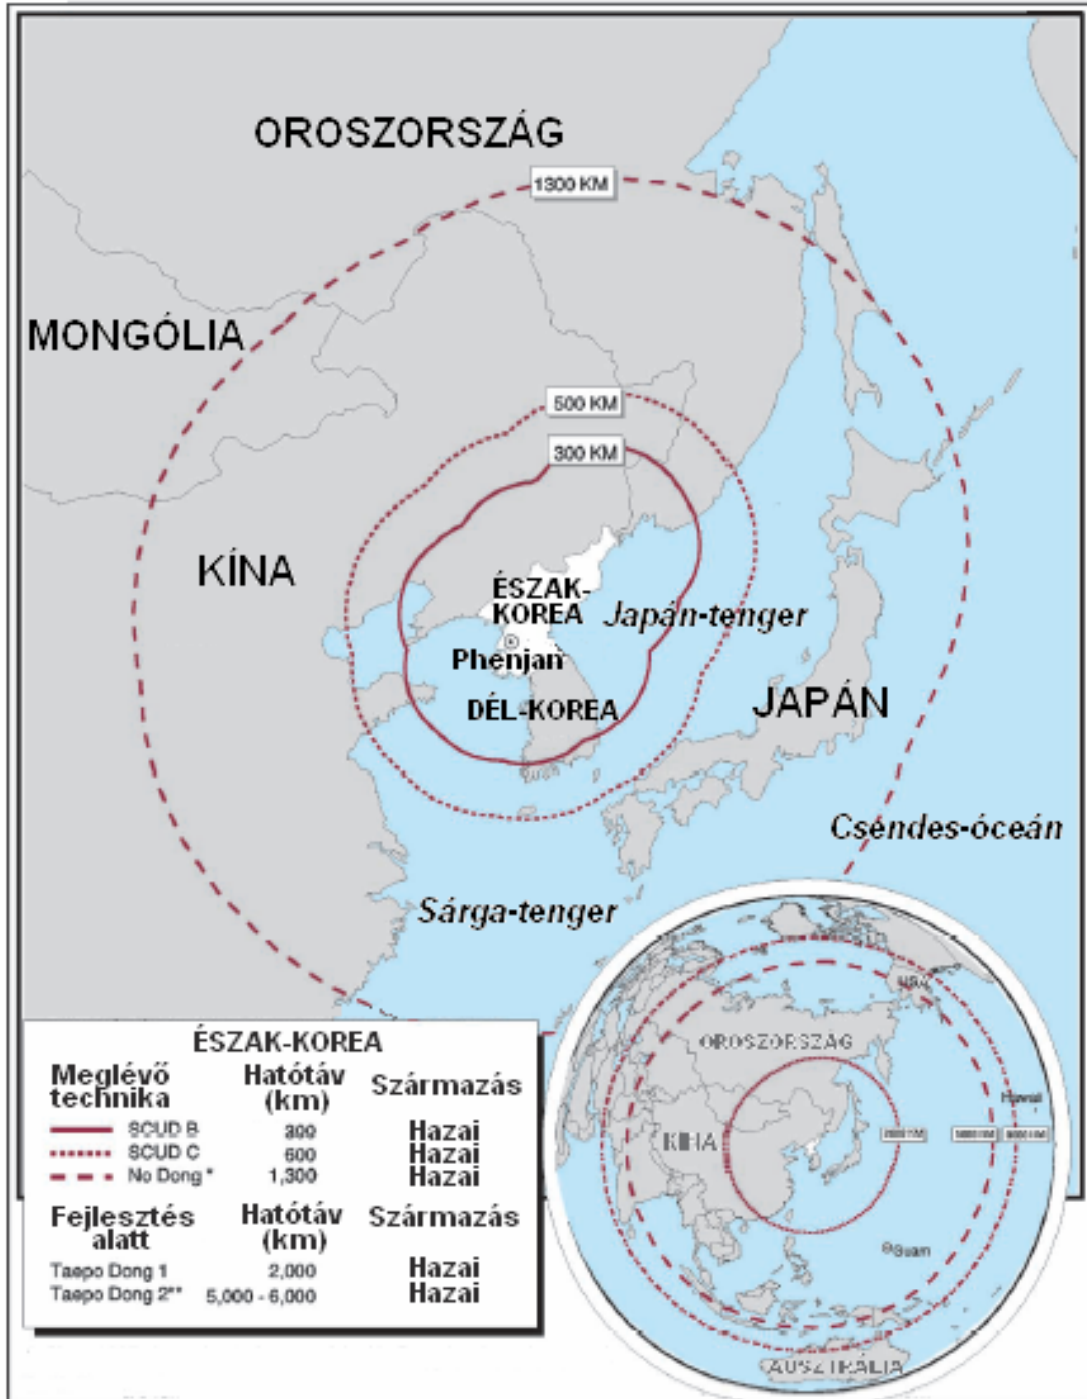 OROSZORSZÁG
1300 KM
MONGÓLIA
500 KM
300 KM
KÍNA
ÉSZAK-
KOREA
Japán-tenger
Phenjan
DÉL-KOREA
JAPÁN
Csendes-óceán
Sárga-tenger
USA
OROSZORSZÁG
Hawaii
KIHA
Guam
AUSZTRÁLIA
ÉSZAK-KOREA
Meglévő technika Hatótáv (km) Származás
SCUD B 300 Hazai
SCUD C 600 Hazai
No Dong * 1,300 Hazai
Fejlesztés alatt Hatótáv (km) Származás
Taepo Dong 1 2,000 Hazai
Taepo Dong 2** 5,000 - 6,000 Hazai